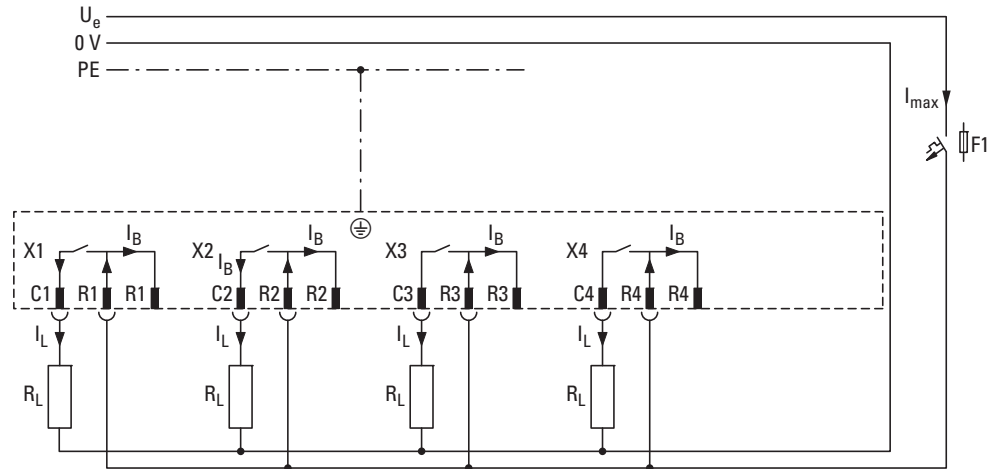 Ue
0 V
PE
Imax
F1
X1 IB X2 IB X3 IB X4 IB
IB
C1 R1 R1 C2 R2 R2 C3 R3 R3 C4 R4 R4
IL IL IL IL
RL RL RL RL